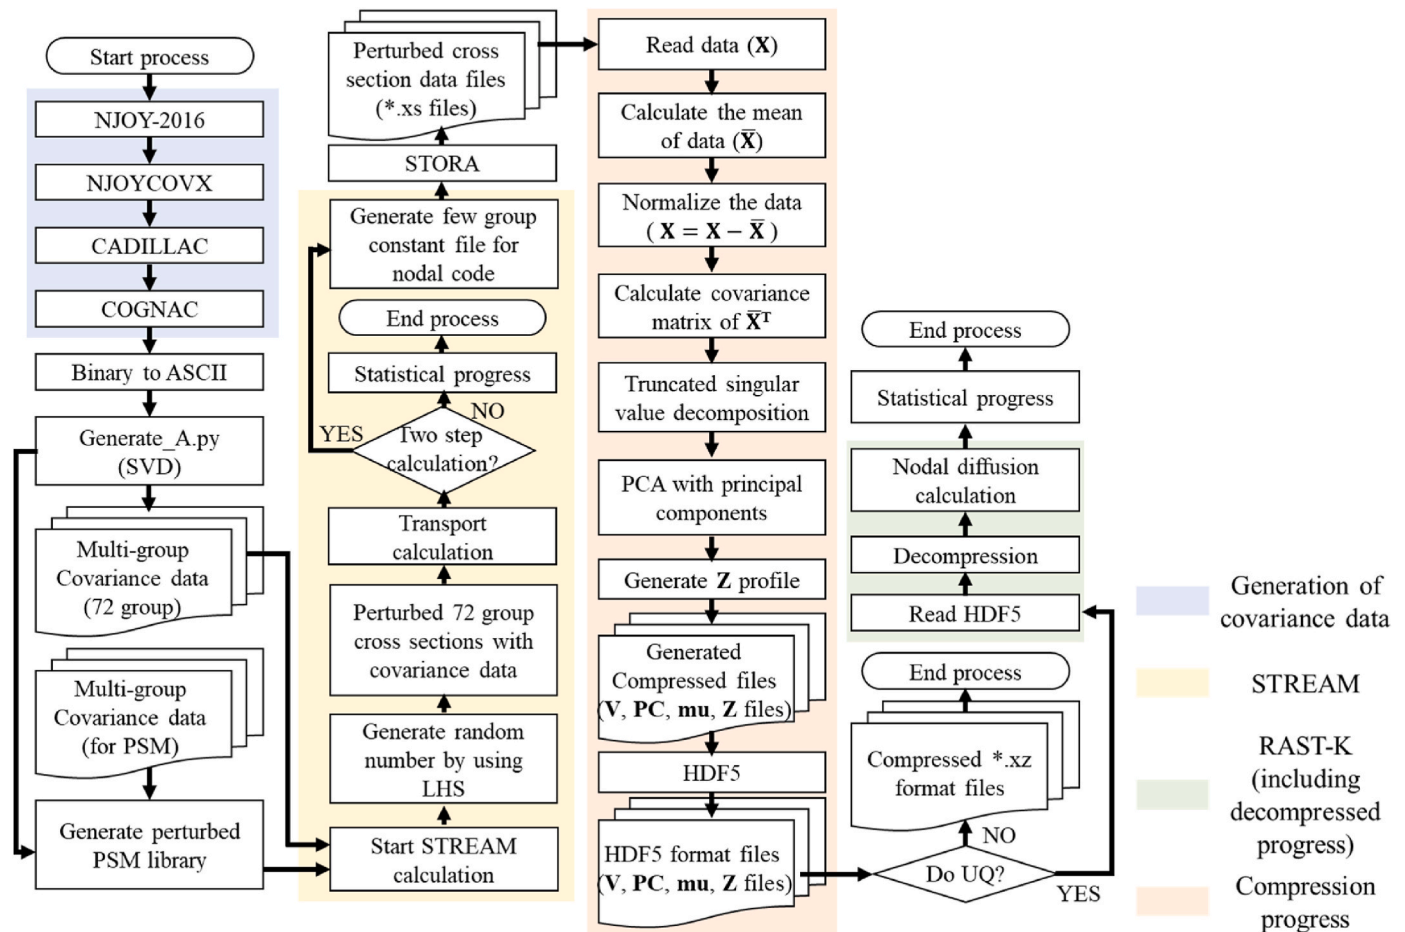 Start process
NJOY-2016
NJOYCOVX
CADILLAC
COGNAC
Binary to ASCII
Generate_A.py
(SVD)
Multi-group
Covariance data
(72 group)
Multi-group
Covariance data
(for PSM)
Generate perturbed
PSM library
Perturbed cross
section data files
(*.xs files)
STORA
Generate few group
constant file for
nodal code
End process
Statistical progress
NO
YES
Two step
calculation?
Transport
calculation
Perturbed 72 group
cross sections with
covariance data
Generate random
number by using
LHS
Start STREAM
calculation
Read data (X)
Calculate the mean
of data (X̄)
Normalize the data
( X = X − X̄ )
Calculate covariance
matrix of X̄ᵀ
Truncated singular
value decomposition
PCA with principal
components
Generate Z profile
Generated
Compressed files
(V, PC, mu, Z files)
HDF5
HDF5 format files
(V, PC, mu, Z files)
End process
Statistical progress
Nodal diffusion
calculation
Decompression
Read HDF5
End process
Compressed *.xz
format files
NO
Do UQ?
YES
Generation of
covariance data
STREAM
RAST-K
(including
decompressed
progress)
Compression
progress